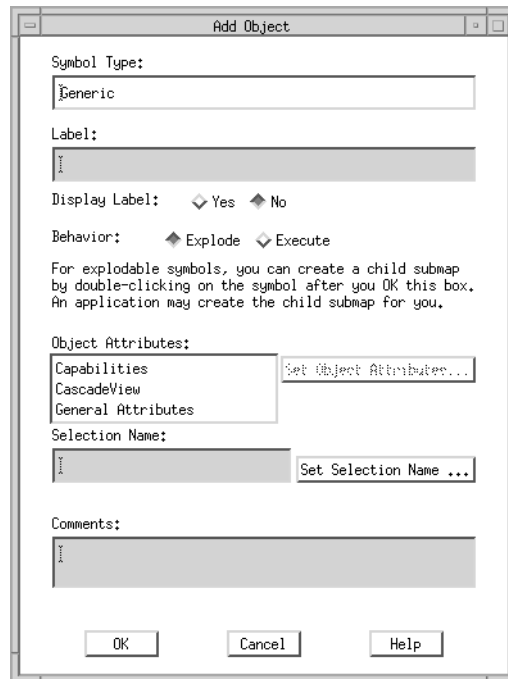 Add Object
Symbol Type:
Generic
Label:
Display Label: Yes No
Behavior: Explode Execute
For explodable symbols, you can create a child submap
by double-clicking on the symbol after you OK this box.
An application may create the child submap for you.
Object Attributes:
Capabilities Set Object Attributes...
CascadeView
General Attributes
Selection Name:
Set Selection Name ...
Comments:
OK Cancel Help